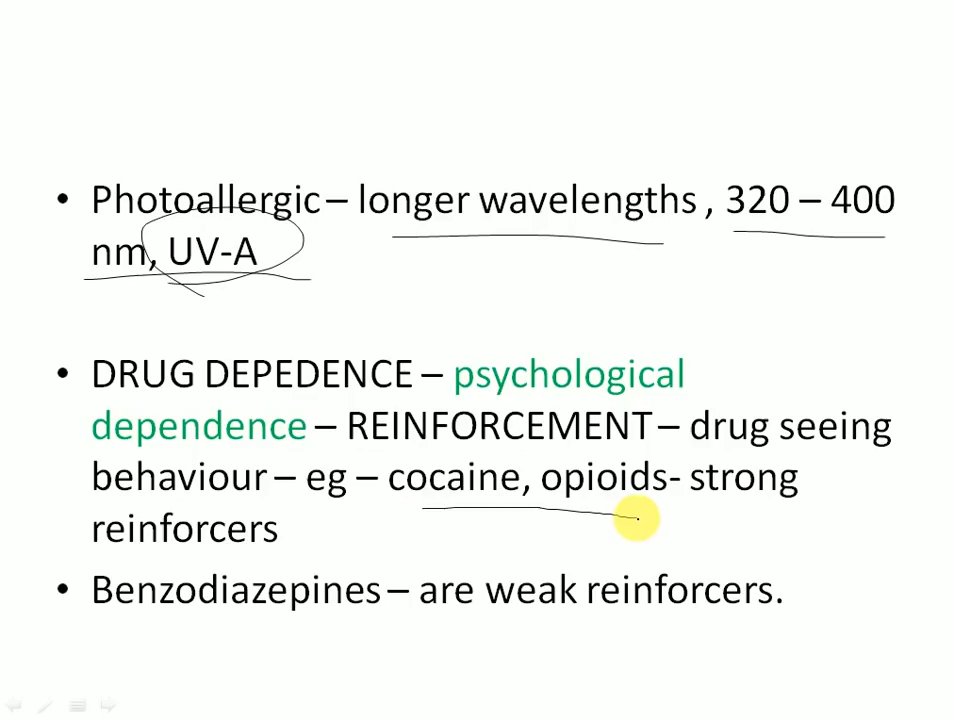 • Photoallergic – longer wavelengths , 320 – 400
nm, UV-A
• DRUG DEPEDENCE – psychological
dependence – REINFORCEMENT – drug seeing
behaviour – eg – cocaine, opioids- strong
reinforcers
• Benzodiazepines – are weak reinforcers.